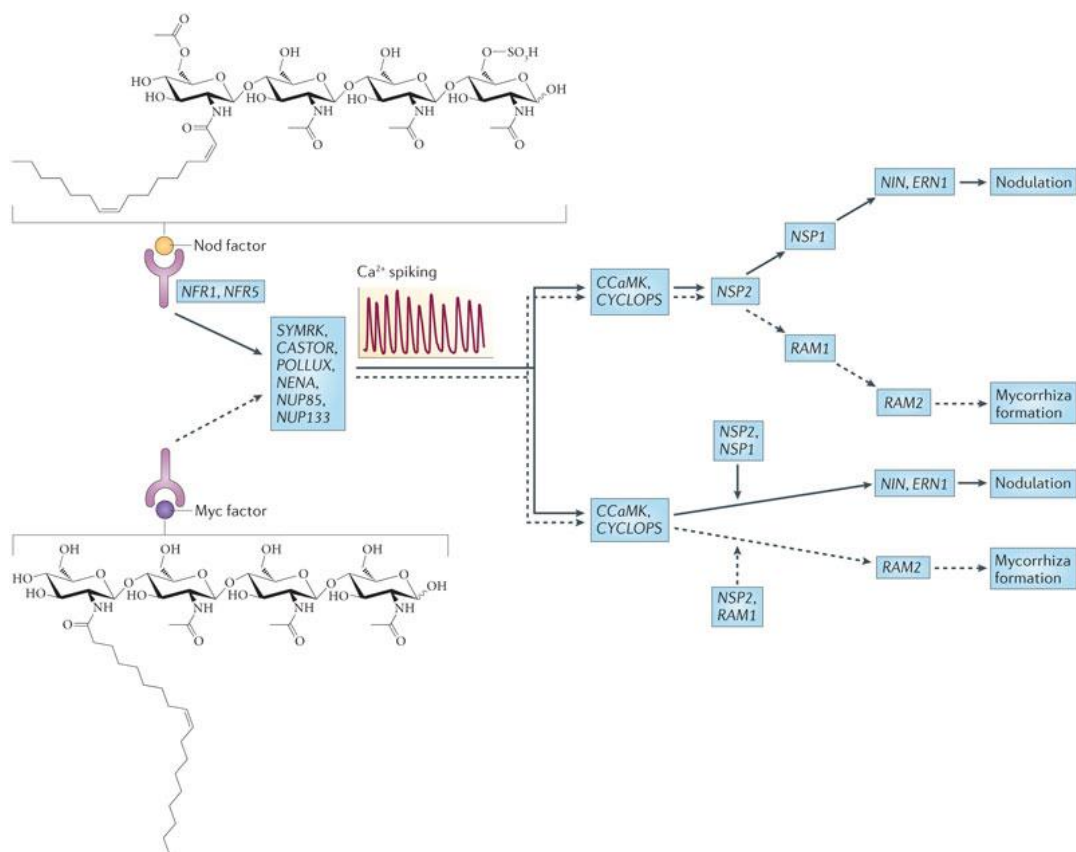 O
O
OH
OH
O—SO₃H
HO
O
O
O
O
O
O
O
HO
HO
HO
HO
OH
NH
NH
NH
NH
O
O
O
O
Nod factor
NFR1, NFR5
Ca²⁺ spiking
SYMRK,
CASTOR,
POLLUX,
NENA,
NUP85,
NUP133
Myc factor
CCaMK,
CYCLOPS
NSP2
NSP1
NIN, ERN1
Nodulation
RAM1
RAM2
Mycorrhiza
formation
NSP2,
NSP1
CCaMK,
CYCLOPS
NIN, ERN1
Nodulation
RAM2
Mycorrhiza
formation
NSP2,
RAM1
OH
OH
OH
OH
HO
O
O
O
O
O
O
O
HO
HO
HO
HO
OH
NH
NH
NH
NH
O
O
O
O